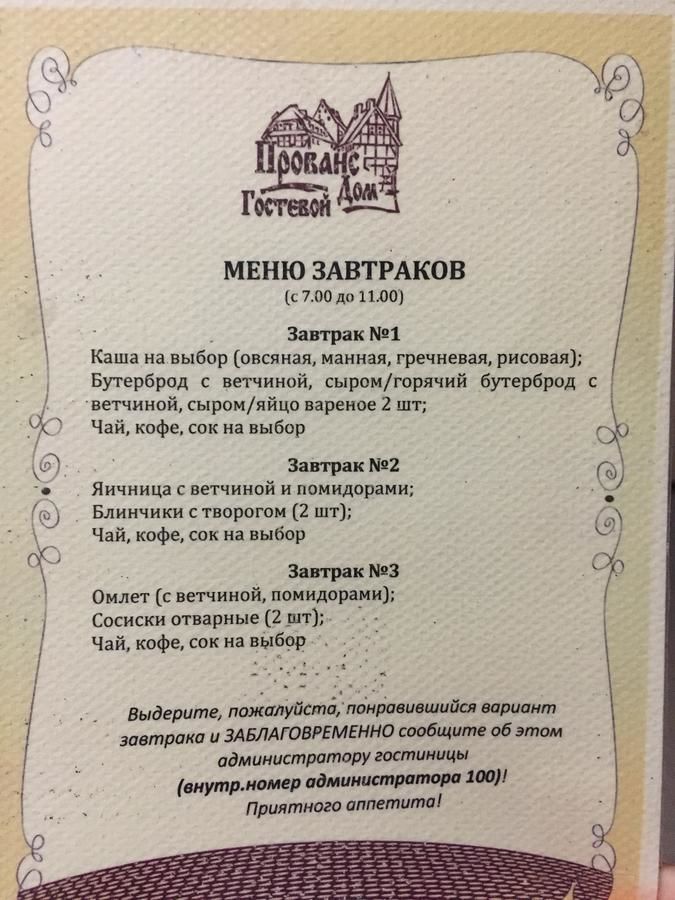 Прованс
Гостевой Дом
МЕНЮ ЗАВТРАКОВ
(с 7.00 до 11.00)
Завтрак №1
Каша на выбор (овсяная, манная, гречневая, рисовая);
Бутерброд с ветчиной, сыром/горячий бутерброд с
ветчиной, сыром/яйцо вареное 2 шт;
Чай, кофе, сок на выбор
Завтрак №2
Яичница с ветчиной и помидорами;
Блинчики с творогом (2 шт);
Чай, кофе, сок на выбор
Завтрак №3
Омлет (с ветчиной, помидорами);
Сосиски отварные (2 шт);
Чай, кофе, сок на выбор
Выдерите, пожалуйста, понравившийся вариант
завтрака и ЗАБЛАГОВРЕМЕННО сообщите об этом
администратору гостиницы
(внутр.номер администратора 100)!
Приятного аппетита!